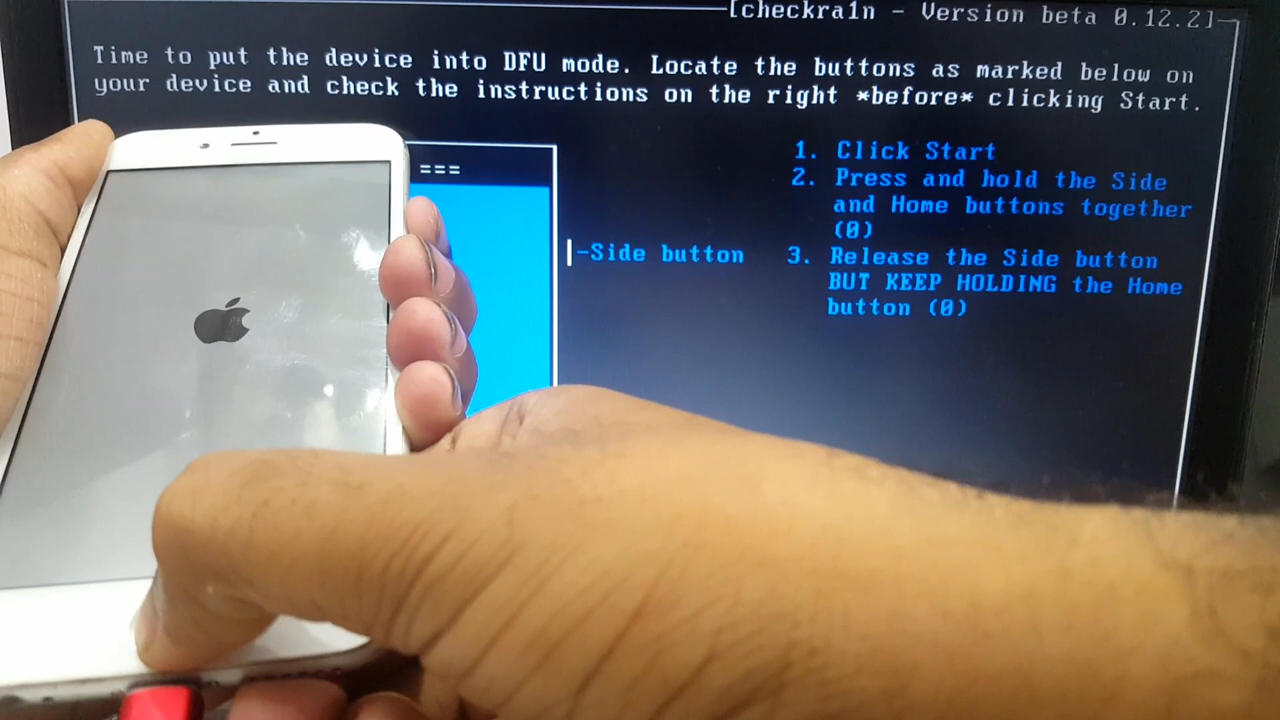 [checkra1n - Version beta 0.12.2]
Time to put the device into DFU mode. Locate the buttons as marked below on
your device and check the instructions on the right *before* clicking Start.
===
|-Side button
1. Click Start
2. Press and hold the Side
and Home buttons together
(0)
3. Release the Side button
BUT KEEP HOLDING the Home
button (0)